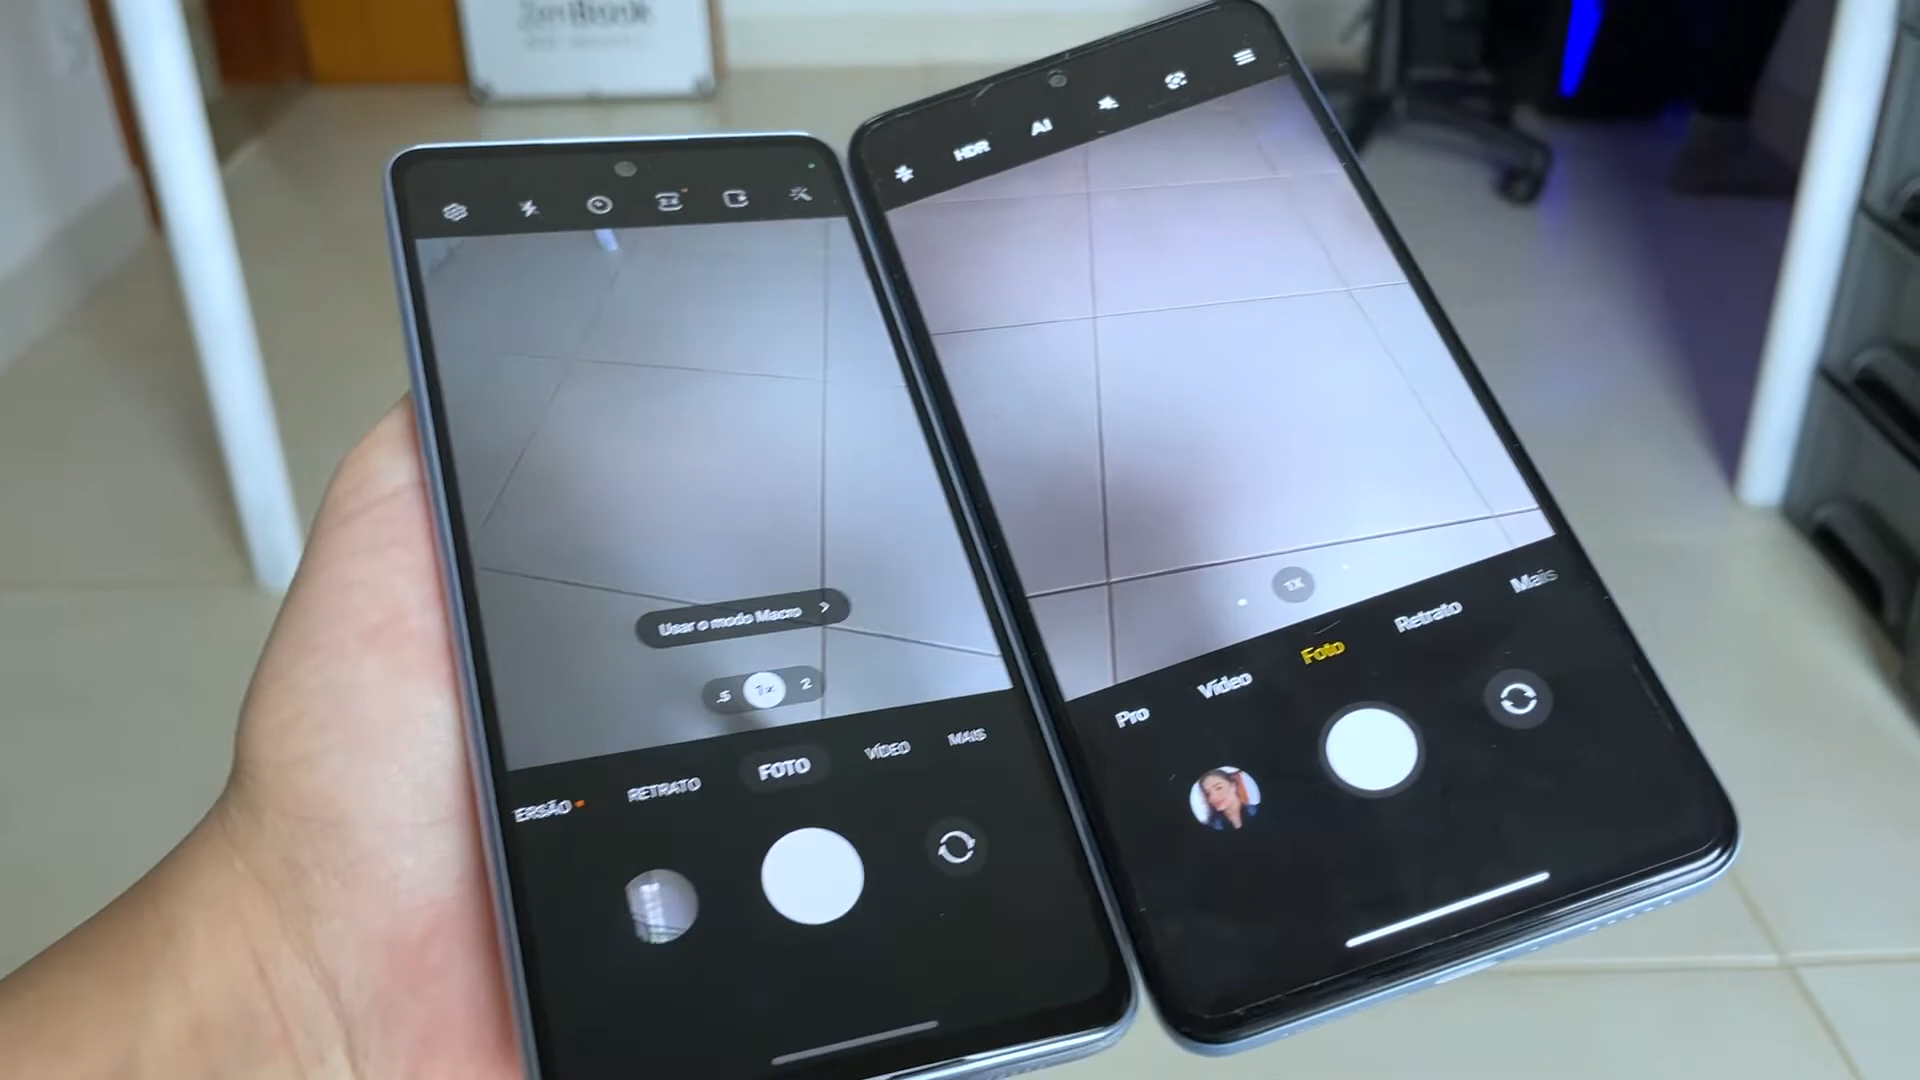 ZenBook
HDR
AI
Usar o modo Macro
.5 1x 2
ERSÃO RETRATO FOTO VÍDEO MAIS
1X
Pro Vídeo Foto Retrato Mais